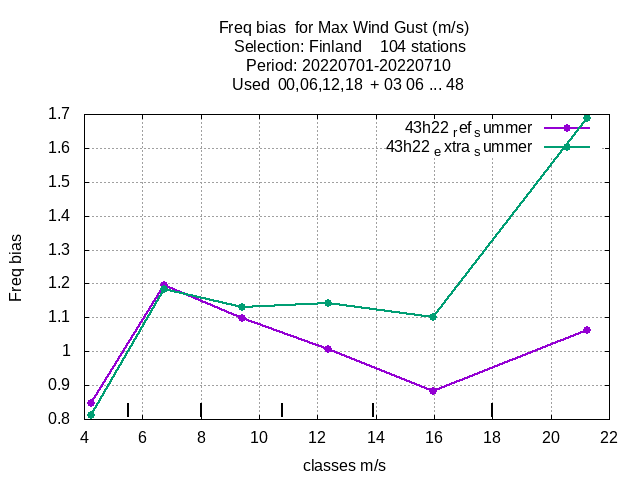 Freq bias  for Max Wind Gust (m/s)
Selection: Finland    104 stations
Period: 20220701-20220710
Used  00,06,12,18  + 03 06 ... 48
1.7
43h22 ref summer
1.6
43h22 extra summer
1.5
1.4
1.3
1.2
1.1
1
0.9
0.8
Freq bias
4 6 8 10 12 14 16 18 20 22
classes m/s